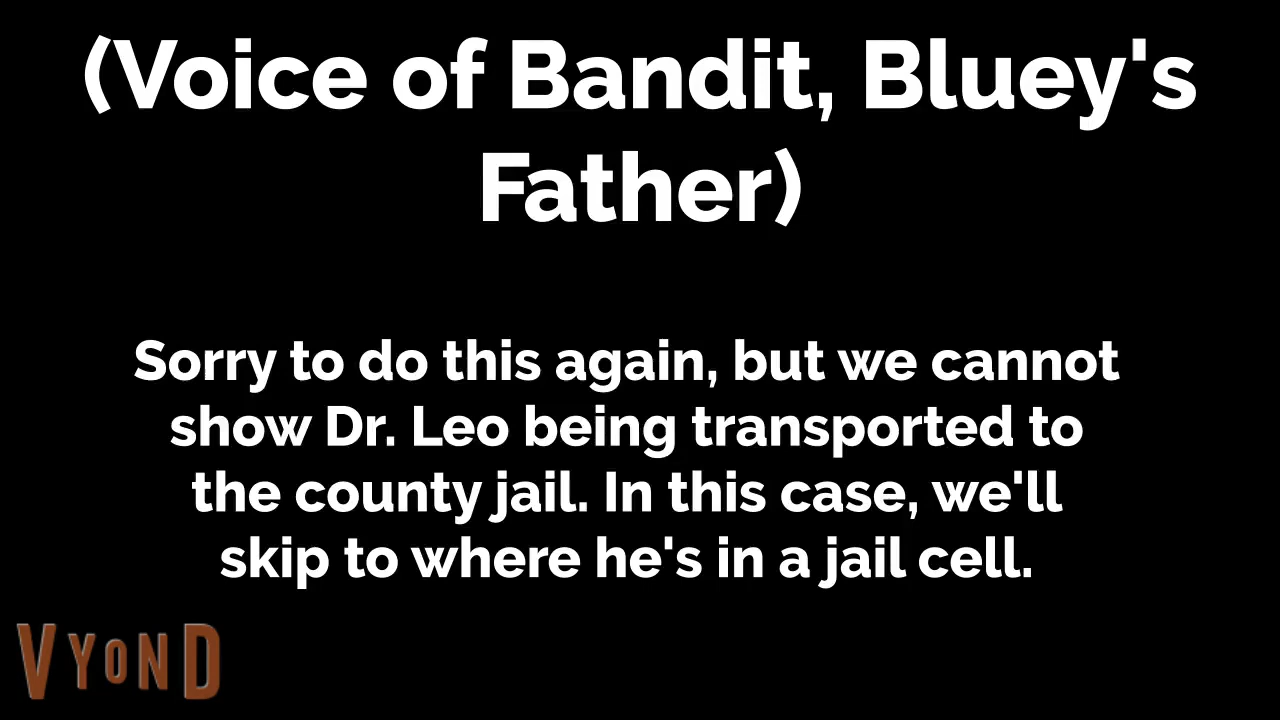 (Voice of Bandit, Bluey's
Father)
Sorry to do this again, but we cannot
show Dr. Leo being transported to
the county jail. In this case, we'll
skip to where he's in a jail cell.
VYOND